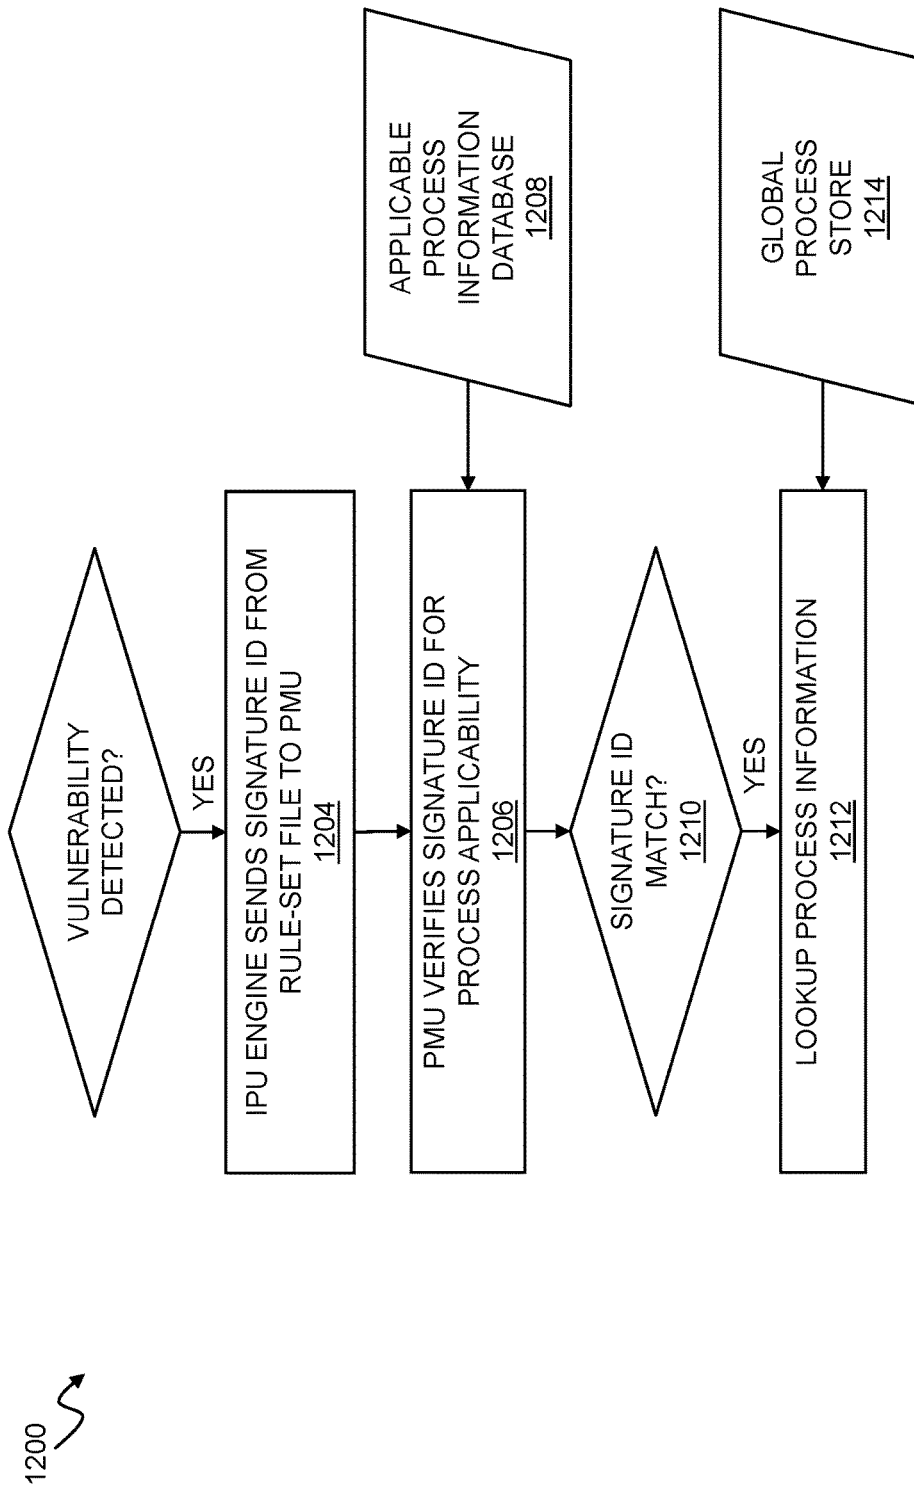 1200
VULNERABILITY
DETECTED?
YES
IPU ENGINE SENDS SIGNATURE ID FROM
RULE-SET FILE TO PMU
1204
PMU VERIFIES SIGNATURE ID FOR
PROCESS APPLICABILITY
1206
APPLICABLE
PROCESS
INFORMATION
DATABASE
1208
SIGNATURE ID
MATCH?
1210
YES
LOOKUP PROCESS INFORMATION
1212
GLOBAL
PROCESS
STORE
1214